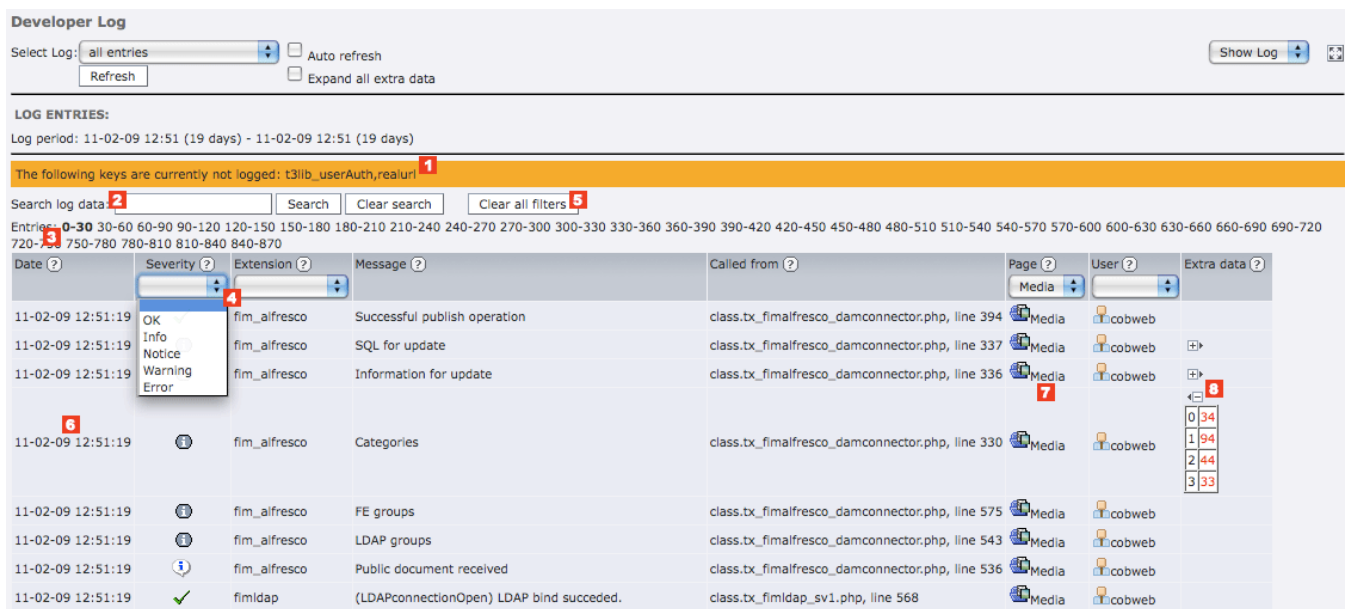 Developer Log
Select Log: all entries Auto refresh Show Log
Refresh Expand all extra data
LOG ENTRIES:
Log period: 11-02-09 12:51 (19 days) - 11-02-09 12:51 (19 days)
The following keys are currently not logged: t3lib_userAuth,realurl 1
Search log data: 2 Search Clear search Clear all filters 5
Entries: 0-30 30-60 60-90 90-120 120-150 150-180 180-210 210-240 240-270 270-300 300-330 330-360 360-390 390-420 420-450 450-480 480-510 510-540 540-570 570-600 600-630 630-660 660-690 690-720
3 750-780 780-810 810-840 840-870
Date ? Severity ? Extension ? Message ? Called from ? Page ? User ? Extra data ?
Media
4
OK
Info
Notice
Warning
Error
11-02-09 12:51:19 fim_alfresco Successful publish operation class.tx_fimalfresco_damconnector.php, line 394 Media cobweb
11-02-09 12:51:19 fim_alfresco SQL for update class.tx_fimalfresco_damconnector.php, line 337 Media cobweb
11-02-09 12:51:19 fim_alfresco Information for update class.tx_fimalfresco_damconnector.php, line 336 Media cobweb
7 8
6
11-02-09 12:51:19 fim_alfresco Categories class.tx_fimalfresco_damconnector.php, line 330 Media cobweb
0 34
1 94
2 44
3 33
11-02-09 12:51:19 fim_alfresco FE groups class.tx_fimalfresco_damconnector.php, line 575 Media cobweb
11-02-09 12:51:19 fim_alfresco LDAP groups class.tx_fimalfresco_damconnector.php, line 543 Media cobweb
11-02-09 12:51:19 fim_alfresco Public document received class.tx_fimalfresco_damconnector.php, line 536 Media cobweb
11-02-09 12:51:19 fimldap (LDAPconnectionOpen) LDAP bind succeded. class.tx_fimldap_sv1.php, line 568 Media cobweb